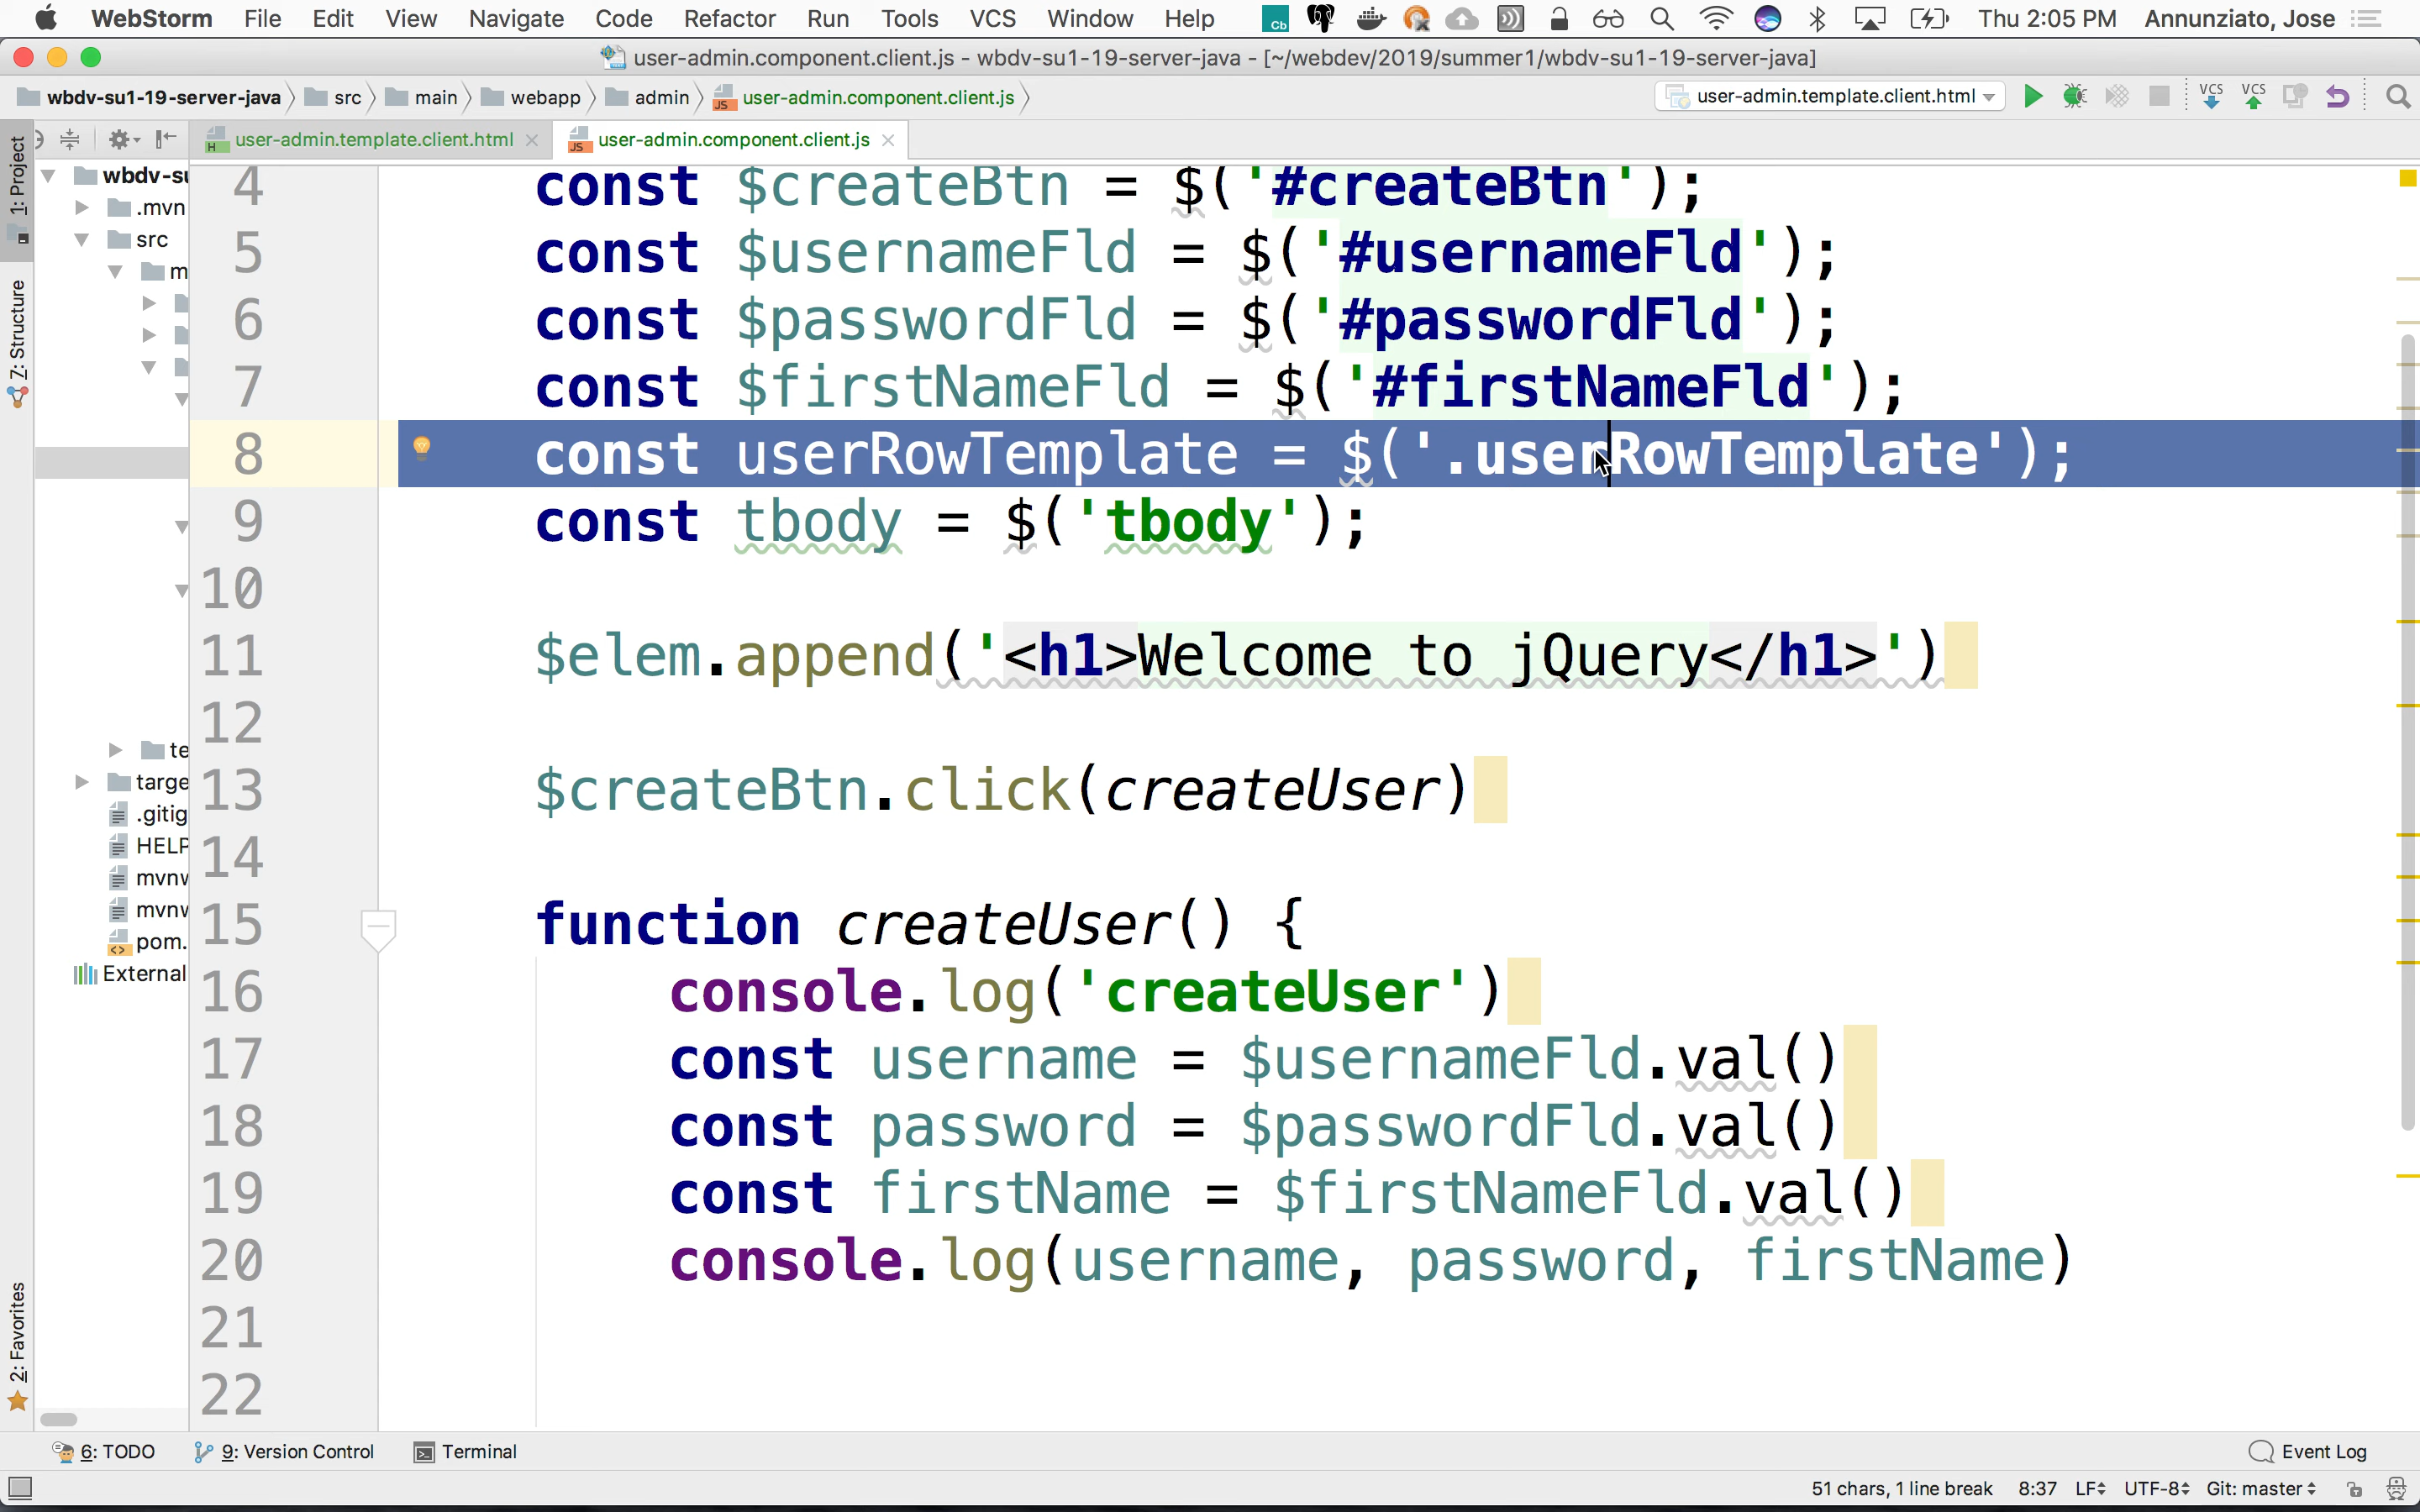 WebStorm File Edit View Navigate Code Refactor Run Tools VCS Window Help Cb Thu 2:05 PM Annunziato, Jose
user-admin.component.client.js - wbdv-su1-19-server-java - [~/webdev/2019/summer1/wbdv-su1-19-server-java]
wbdv-su1-19-server-java src main webapp admin JS user-admin.component.client.js user-admin.template.client.html VCS VCS
H user-admin.template.client.html JS user-admin.component.client.js
1: Project
7: Structure
2: Favorites
wbdv-su
.mvn
src
m
te
targe
.gitig
HELP
mvnw
mvnw
pom.
External
4 const $createBtn = $('#createBtn');
5 const $usernameFld = $('#usernameFld');
6 const $passwordFld = $('#passwordFld');
7 const $firstNameFld = $('#firstNameFld');
8 const userRowTemplate = $('.userRowTemplate');
9 const tbody = $('tbody');
10
11 $elem.append('<h1>Welcome to jQuery</h1>')
12
13 $createBtn.click(createUser)
14
15 function createUser() {
16 console.log('createUser')
17 const username = $usernameFld.val()
18 const password = $passwordFld.val()
19 const firstName = $firstNameFld.val()
20 console.log(username, password, firstName)
21
22
6: TODO 9: Version Control Terminal Event Log
51 chars, 1 line break 8:37 LF UTF-8 Git: master